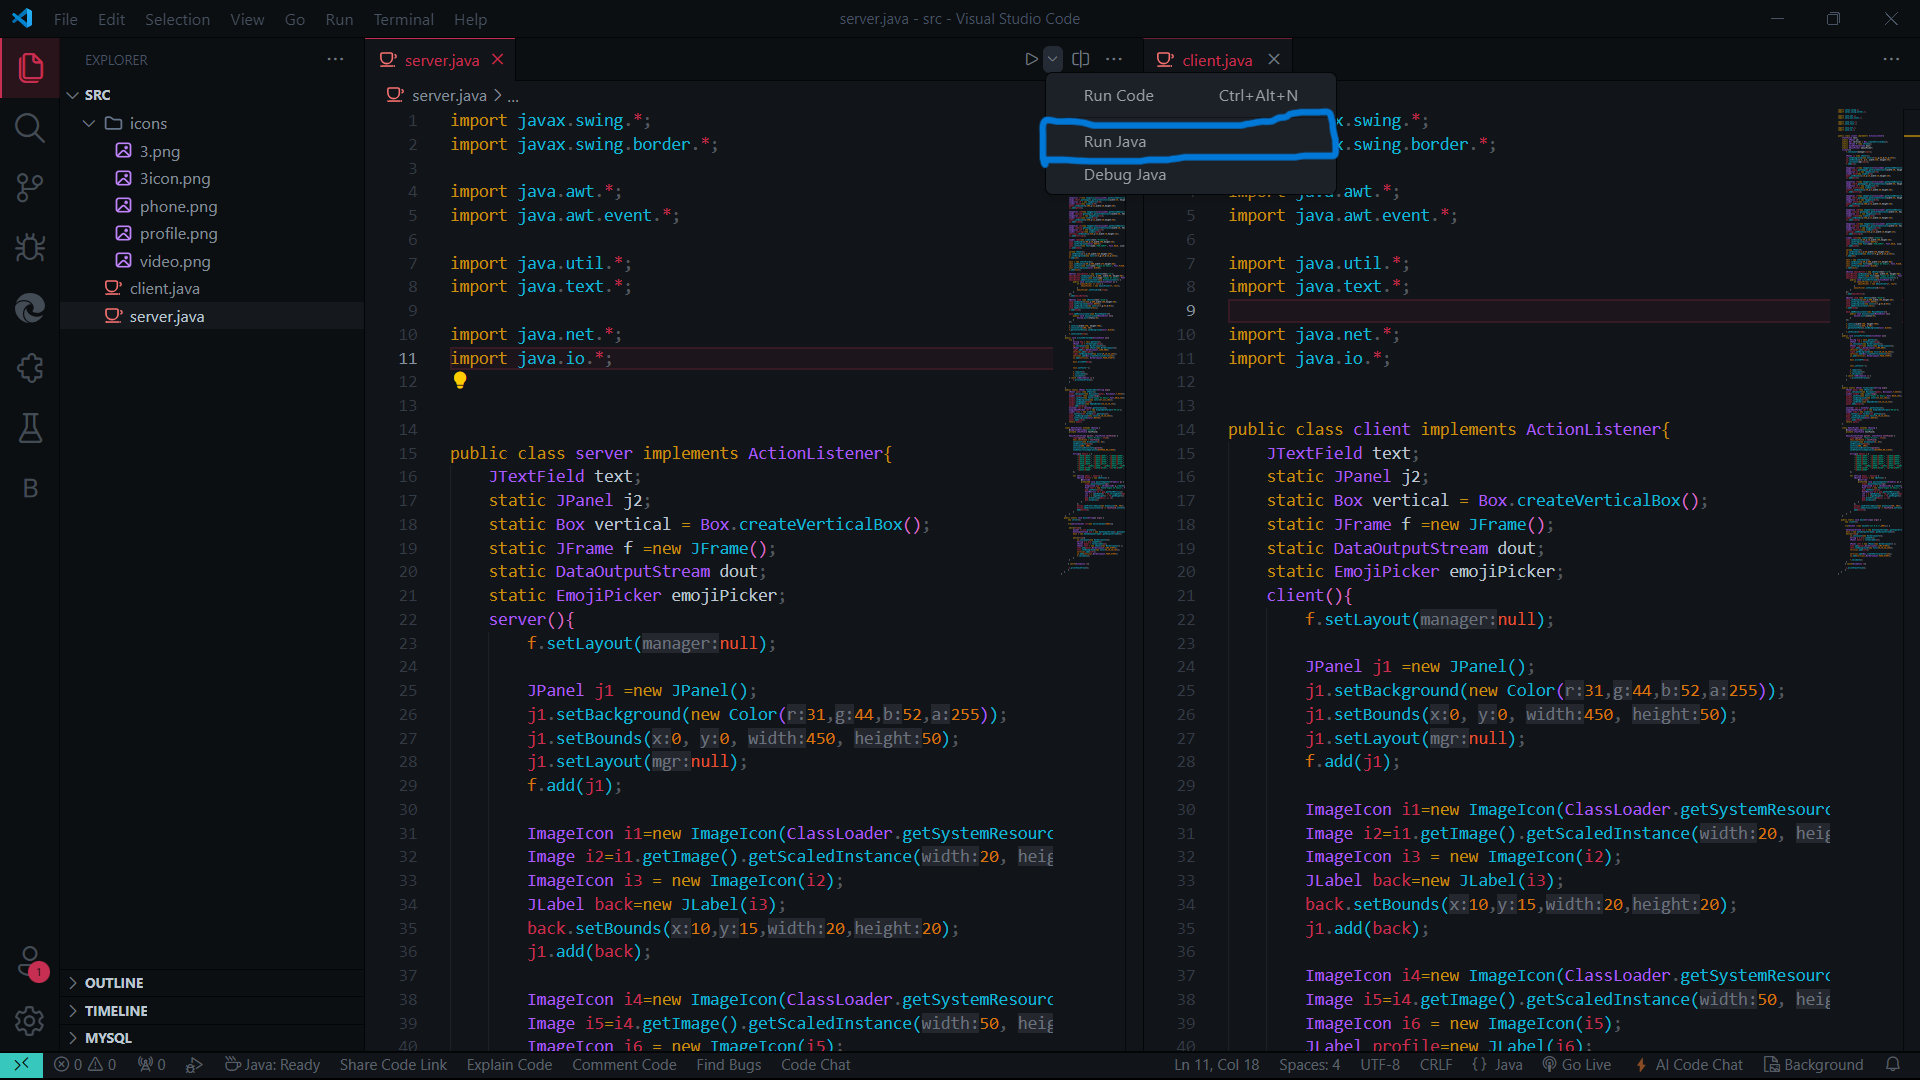 File Edit Selection View Go Run Terminal Help
server.java - src - Visual Studio Code
EXPLORER
SRC
icons
3.png
3icon.png
phone.png
profile.png
video.png
client.java
server.java
OUTLINE
TIMELINE
MYSQL
B
1
server.java
server.java > ...
1 import javax.swing.*;
2 import javax.swing.border.*;
3
4 import java.awt.*;
5 import java.awt.event.*;
6
7 import java.util.*;
8 import java.text.*;
9
10 import java.net.*;
11 import java.io.*;
12
13
14
15 public class server implements ActionListener{
16 JTextField text;
17 static JPanel j2;
18 static Box vertical = Box.createVerticalBox();
19 static JFrame f =new JFrame();
20 static DataOutputStream dout;
21 static EmojiPicker emojiPicker;
22 server(){
23 f.setLayout(manager:null);
24
25 JPanel j1 =new JPanel();
26 j1.setBackground(new Color(r:31,g:44,b:52,a:255));
27 j1.setBounds(x:0, y:0, width:450, height:50);
28 j1.setLayout(mgr:null);
29 f.add(j1);
30
31 ImageIcon i1=new ImageIcon(ClassLoader.getSystemResourc
32 Image i2=i1.getImage().getScaledInstance(width:20, heig
33 ImageIcon i3 = new ImageIcon(i2);
34 JLabel back=new JLabel(i3);
35 back.setBounds(x:10,y:15,width:20,height:20);
36 j1.add(back);
37
38 ImageIcon i4=new ImageIcon(ClassLoader.getSystemResourc
39 Image i5=i4.getImage().getScaledInstance(width:50, heig
40 ImageIcon i6 = new ImageIcon(i5);
Run Code Ctrl+Alt+N
Run Java
Debug Java
client.java
x.swing.*;
x.swing.border.*;
import java.awt.*;
5 import java.awt.event.*;
6
7 import java.util.*;
8 import java.text.*;
9
10 import java.net.*;
11 import java.io.*;
12
13
14 public class client implements ActionListener{
15 JTextField text;
16 static JPanel j2;
17 static Box vertical = Box.createVerticalBox();
18 static JFrame f =new JFrame();
19 static DataOutputStream dout;
20 static EmojiPicker emojiPicker;
21 client(){
22 f.setLayout(manager:null);
23
24 JPanel j1 =new JPanel();
25 j1.setBackground(new Color(r:31,g:44,b:52,a:255));
26 j1.setBounds(x:0, y:0, width:450, height:50);
27 j1.setLayout(mgr:null);
28 f.add(j1);
29
30 ImageIcon i1=new ImageIcon(ClassLoader.getSystemResourc
31 Image i2=i1.getImage().getScaledInstance(width:20, heig
32 ImageIcon i3 = new ImageIcon(i2);
33 JLabel back=new JLabel(i3);
34 back.setBounds(x:10,y:15,width:20,height:20);
35 j1.add(back);
36
37 ImageIcon i4=new ImageIcon(ClassLoader.getSystemResourc
38 Image i5=i4.getImage().getScaledInstance(width:50, heig
39 ImageIcon i6 = new ImageIcon(i5);
40 JLabel profile=new JLabel(i6);
0 0 0 Java: Ready Share Code Link Explain Code Comment Code Find Bugs Code Chat Ln 11, Col 18 Spaces: 4 UTF-8 CRLF {} Java Go Live AI Code Chat Background